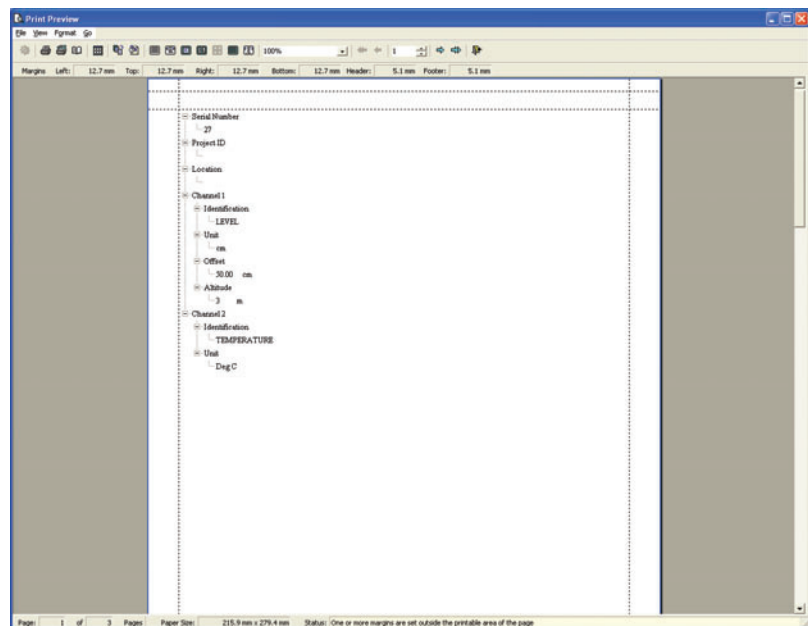 Print Preview
File View Format Go
100% 1
Margins Left: 12.7 mm Top: 12.7 mm Right: 12.7 mm Bottom: 12.7 mm Header: 5.1 mm Footer: 5.1 mm
Serial Number
27
Project ID
Location
Channel 1
Identification
LEVEL
Unit
cm
Offset
50.00 cm
Altitude
3 m
Channel 2
Identification
TEMPERATURE
Unit
Deg C
Page: 1 of 3 Pages Paper Size: 215.9 mm x 279.4 mm Status: One or more margins are set outside the printable area of the page